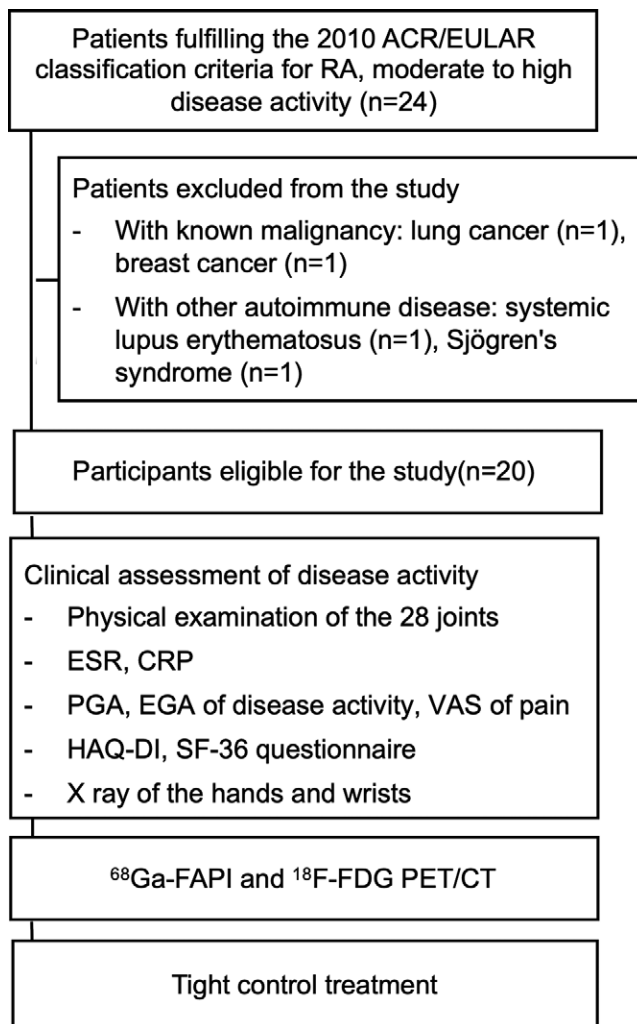 Patients fulfilling the 2010 ACR/EULAR
classification criteria for RA, moderate to high
disease activity (n=24)
Patients excluded from the study
- With known malignancy: lung cancer (n=1),
breast cancer (n=1)
- With other autoimmune disease: systemic
lupus erythematosus (n=1), Sjögren's
syndrome (n=1)
Participants eligible for the study(n=20)
Clinical assessment of disease activity
- Physical examination of the 28 joints
- ESR, CRP
- PGA, EGA of disease activity, VAS of pain
- HAQ-DI, SF-36 questionnaire
- X ray of the hands and wrists
⁶⁸Ga-FAPI and ¹⁸F-FDG PET/CT
Tight control treatment